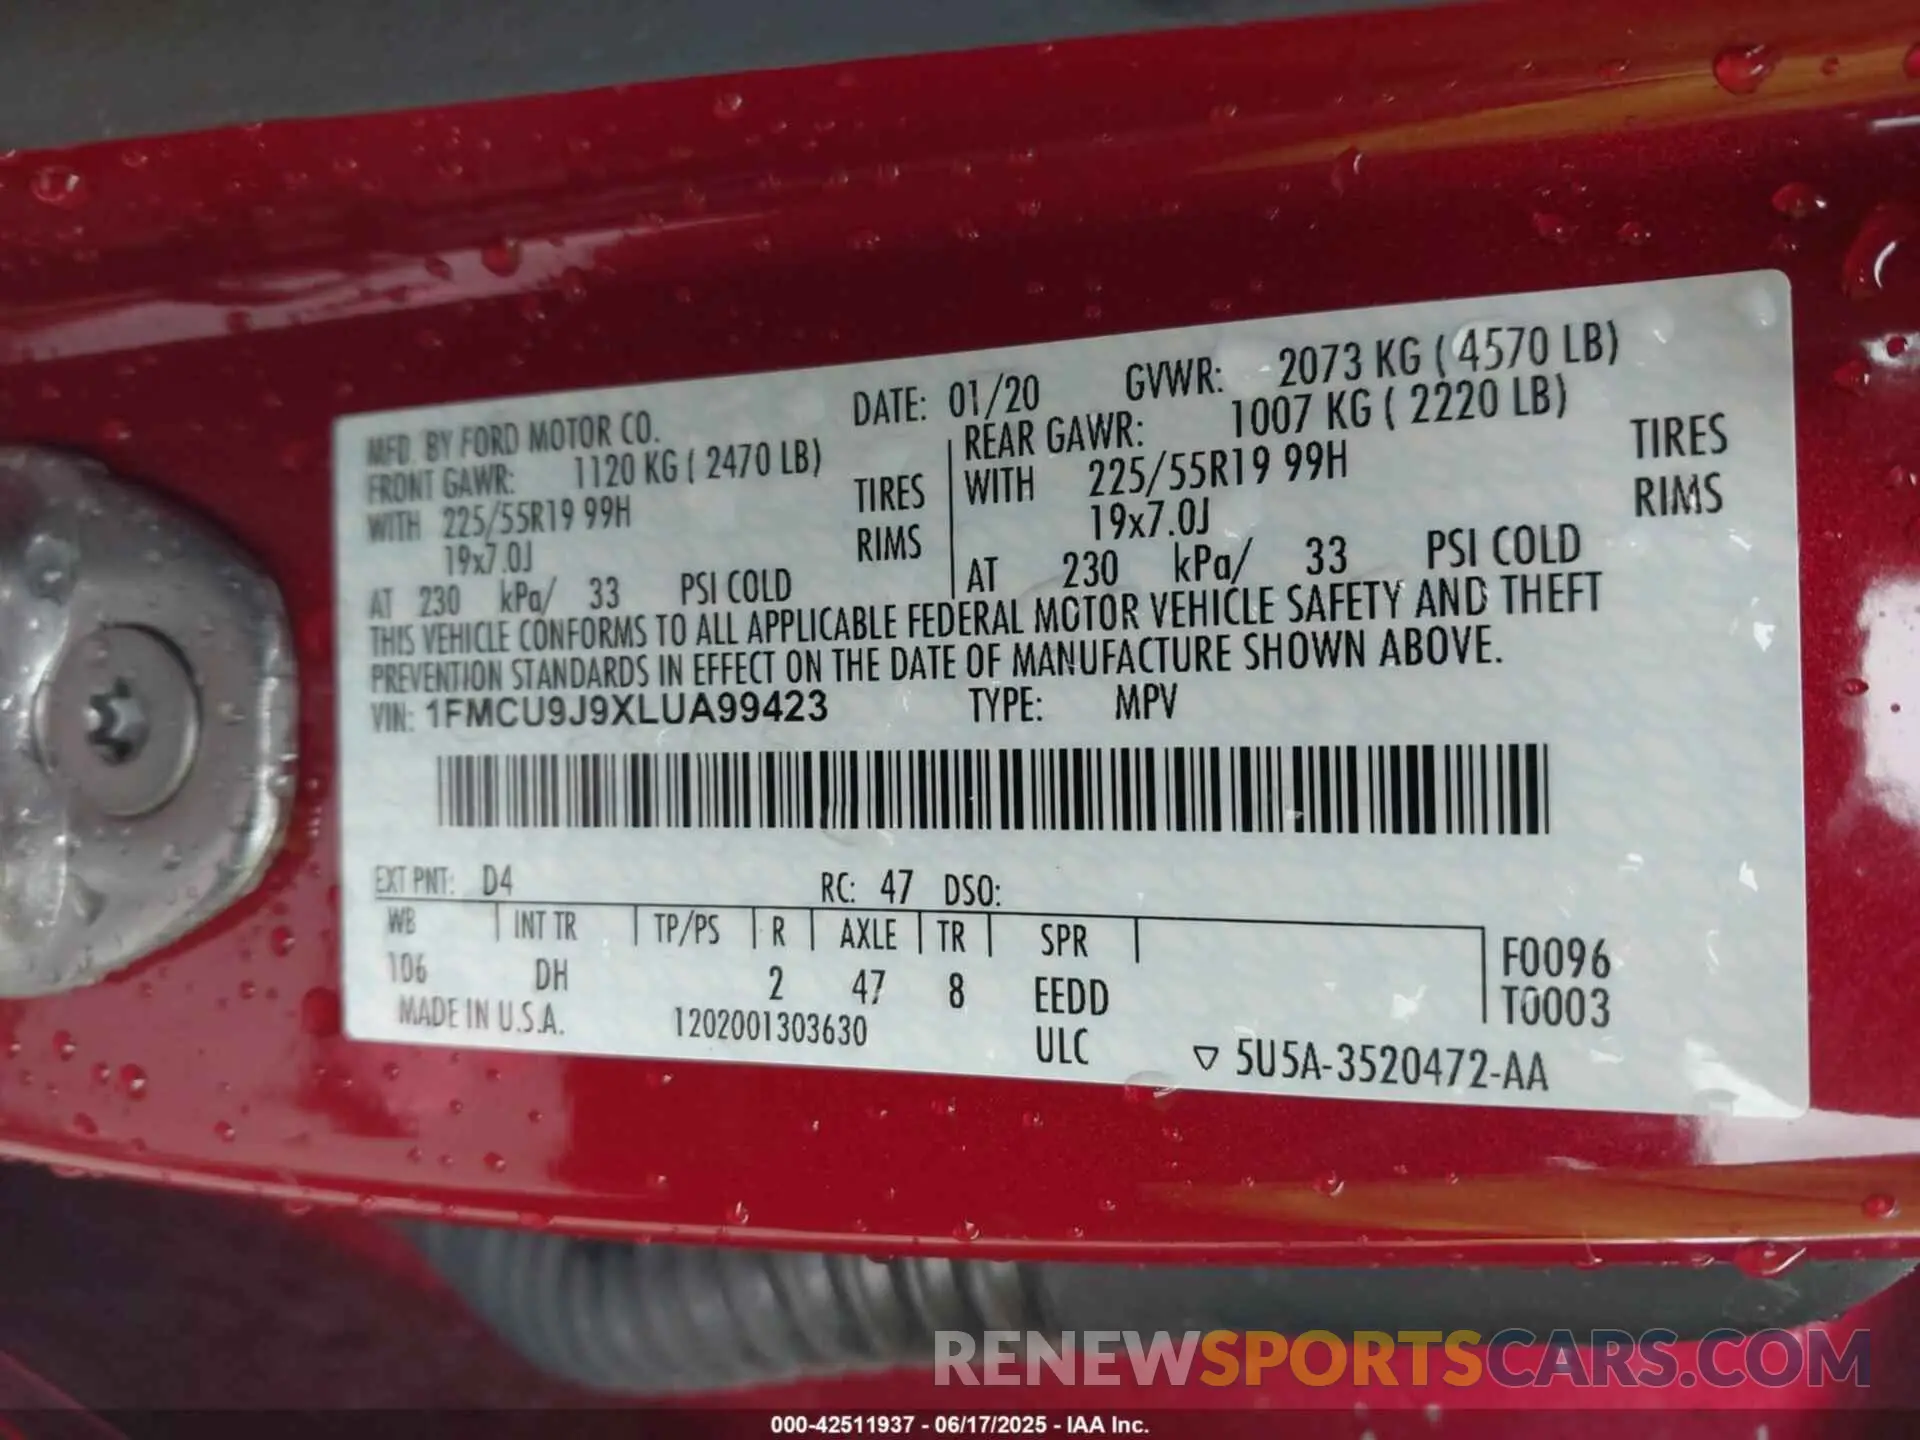 MFD. BY FORD MOTOR CO. DATE: 01/20 GVWR: 2073 KG ( 4570 LB)
FRONT GAWR: 1120 KG ( 2470 LB) REAR GAWR: 1007 KG ( 2220 LB)
WITH 225/55R19 99H TIRES WITH 225/55R19 99H TIRES
19x7.0J RIMS 19x7.0J RIMS
AT 230 kPa/ 33 PSI COLD AT 230 kPa/ 33 PSI COLD
THIS VEHICLE CONFORMS TO ALL APPLICABLE FEDERAL MOTOR VEHICLE SAFETY AND THEFT
PREVENTION STANDARDS IN EFFECT ON THE DATE OF MANUFACTURE SHOWN ABOVE.
VIN: 1FMCU9J9XLUA99423 TYPE: MPV
EXT PNT: D4 RC: 47 DSO:
WB INT TR TP/PS R AXLE TR SPR F0096
106 DH 2 47 8 EEDD T0003
MADE IN U.S.A. 1202001303630 ULC ▽ 5U5A-3520472-AA
RENEWSPORTSCARS.COM
000-42511937 - 06/17/2025 - IAA Inc.